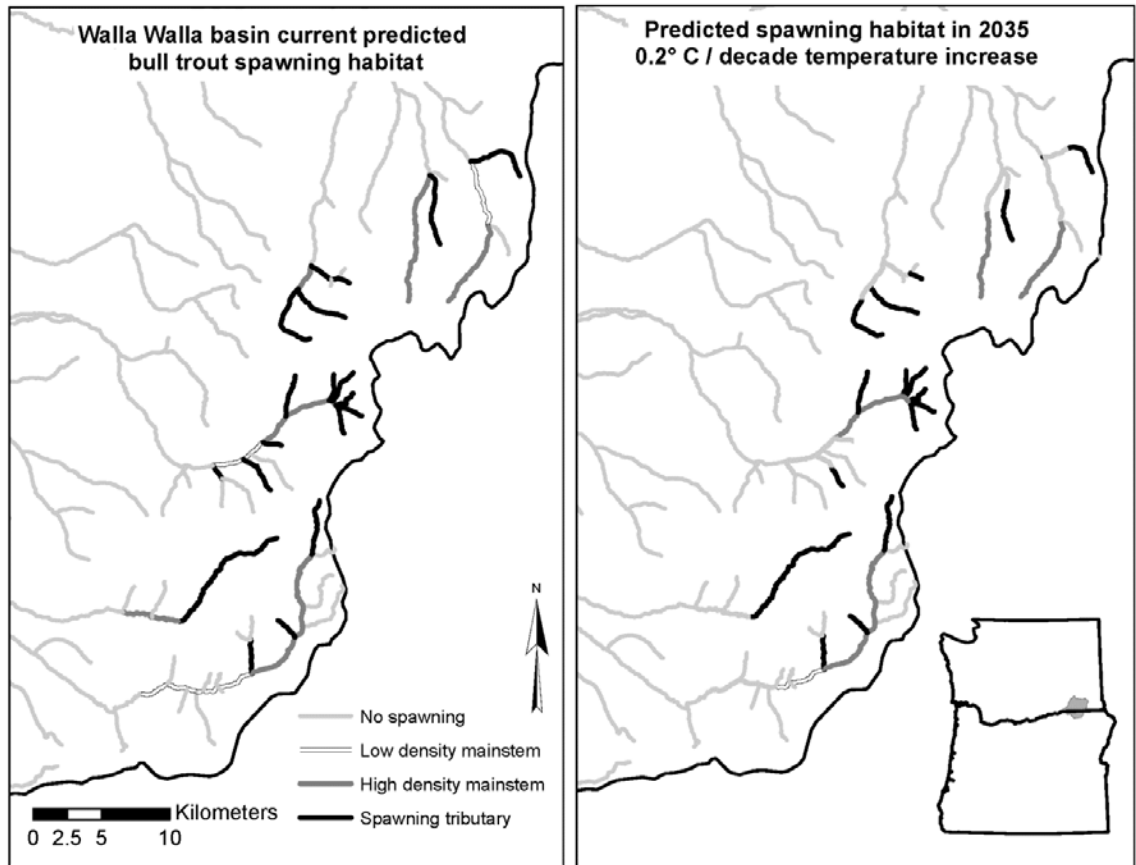 Walla Walla basin current predicted
bull trout spawning habitat
N
No spawning
Low density mainstem
High density mainstem
Spawning tributary
Kilometers
0 2.5 5 10
Predicted spawning habitat in 2035
0.2° C / decade temperature increase